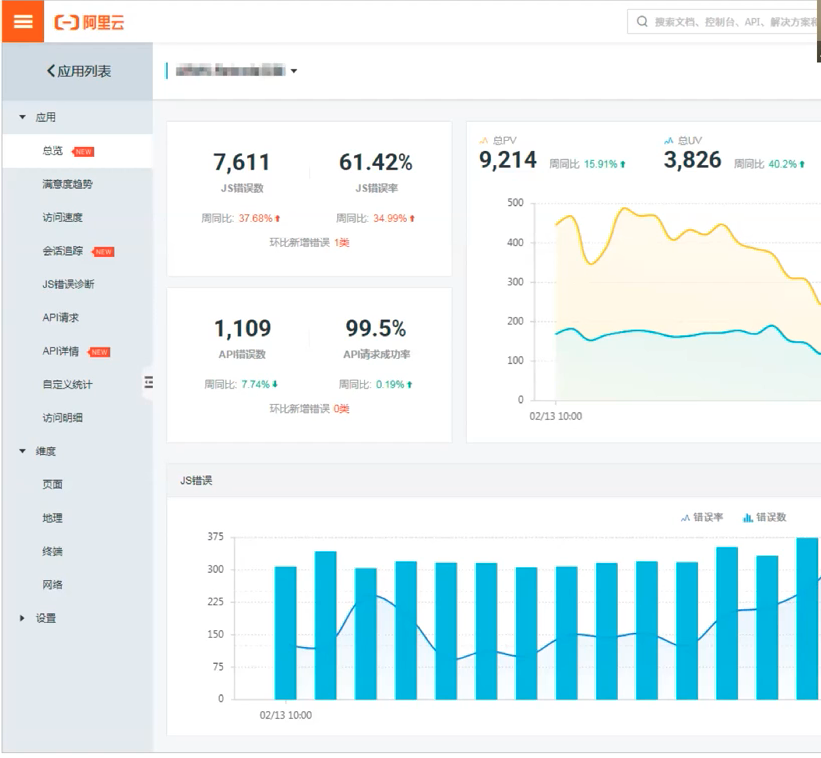 阿里云
搜索文档、控制台、API、解决方案和
应用列表
应用
总览 NEW
满意度趋势
访问速度
会话追踪 NEW
JS错误诊断
API请求
API详情 NEW
自定义统计
访问明细
维度
页面
地理
终端
网络
设置
7,611 61.42%
JS错误数 JS错误率
周同比: 37.68% 周同比: 34.99%
环比新增错误 1类
1,109 99.5%
API错误数 API请求成功率
周同比: 7.74% 周同比: 0.19%
环比新增错误 0类
总PV 总UV
9,214 周同比 15.91% 3,826 周同比 40.2%
500
400
300
200
100
0
02/13 10:00
JS错误
错误率 错误数
375
300
225
150
75
0
02/13 10:00